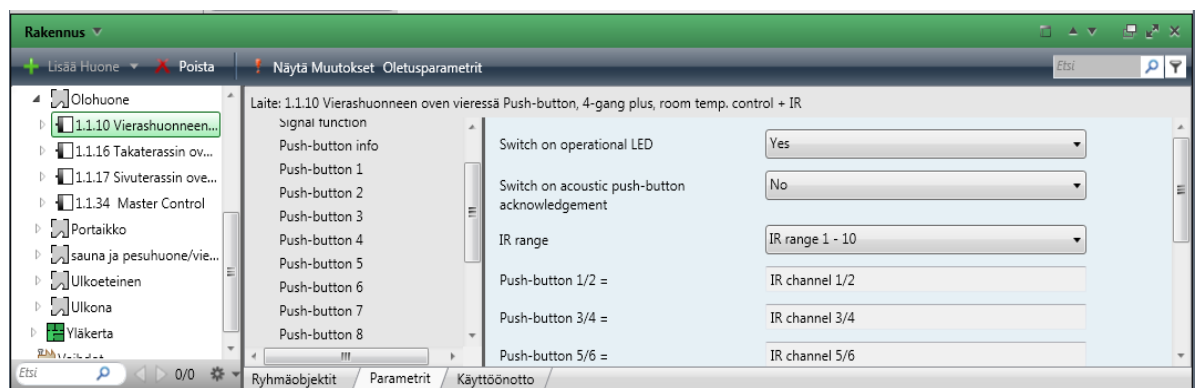 Rakennus
Lisää Huone
Poista
Näytä Muutokset
Oletusparametrit
Etsi
Olohuone
1.1.10 Vierashuonneen...
1.1.16 Takaterassin ov...
1.1.17 Sivuterassin ove...
1.1.34 Master Control
Portaikko
sauna ja pesuhuone/vie...
Ulkoeteinen
Ulkona
Yläkerta
Etsi
0/0
Laite: 1.1.10 Vierashuonneen oven vieressä Push-button, 4-gang plus, room temp. control + IR
Signal function
Push-button info
Push-button 1
Push-button 2
Push-button 3
Push-button 4
Push-button 5
Push-button 6
Push-button 7
Push-button 8
Switch on operational LED
Yes
Switch on acoustic push-button
acknowledgement
No
IR range
IR range 1 - 10
Push-button 1/2 =
IR channel 1/2
Push-button 3/4 =
IR channel 3/4
Push-button 5/6 =
IR channel 5/6
Ryhmäobjektit
Parametrit
Käyttöönotto